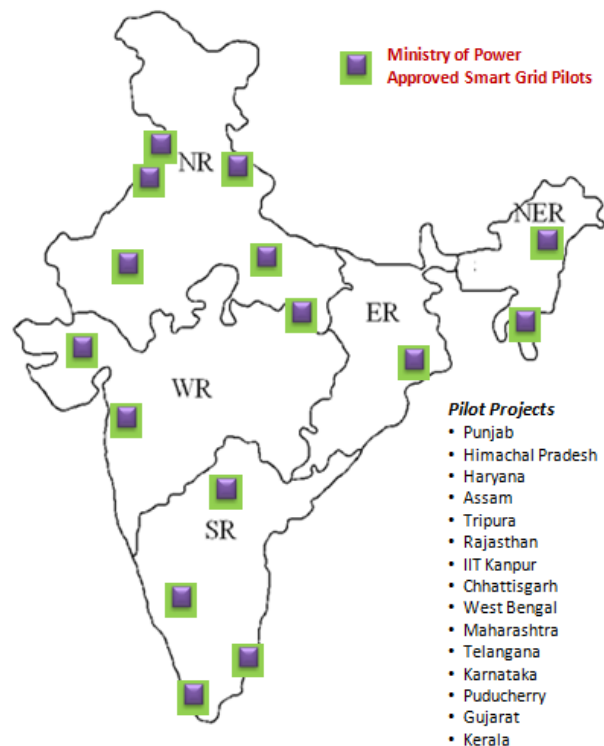 Ministry of Power
Approved Smart Grid Pilots
NR
NER
ER
WR
SR
Pilot Projects
• Punjab
• Himachal Pradesh
• Haryana
• Assam
• Tripura
• Rajasthan
• IIT Kanpur
• Chhattisgarh
• West Bengal
• Maharashtra
• Telangana
• Karnataka
• Puducherry
• Gujarat
• Kerala